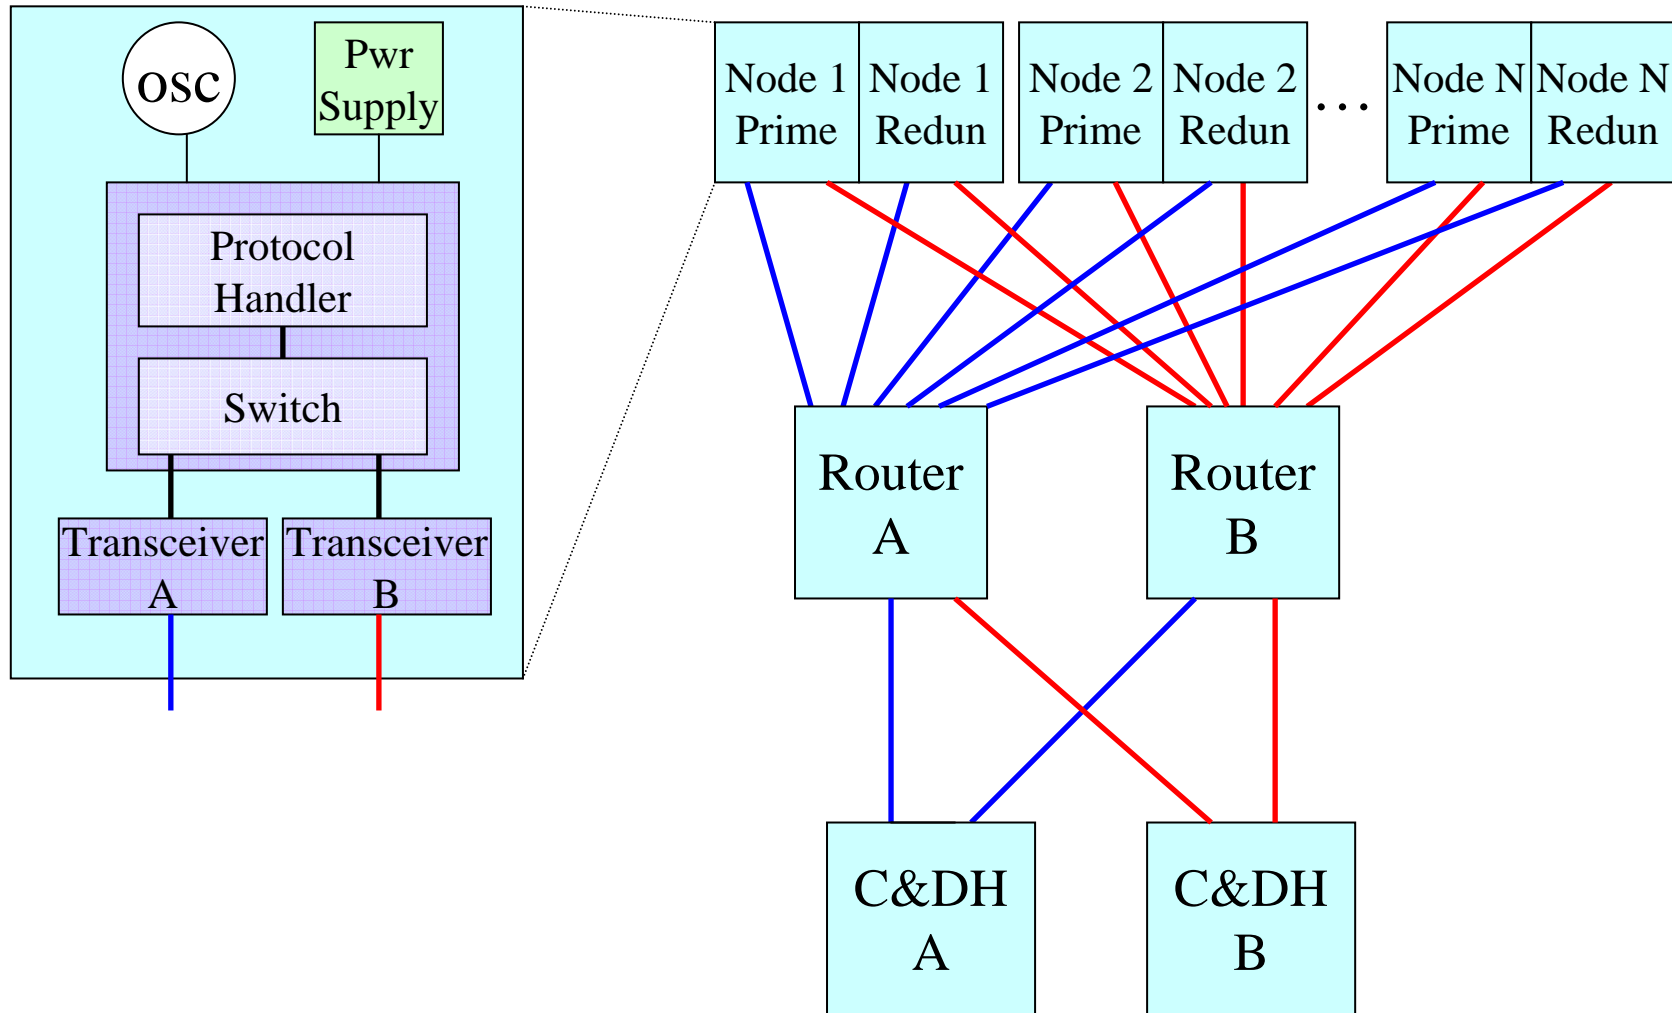 osc
Pwr
Supply
Protocol
Handler
Switch
Transceiver
A
Transceiver
B
Node 1
Prime
Node 1
Redun
Node 2
Prime
Node 2
Redun
...
Node N
Prime
Node N
Redun
Router
A
Router
B
C&DH
A
C&DH
B